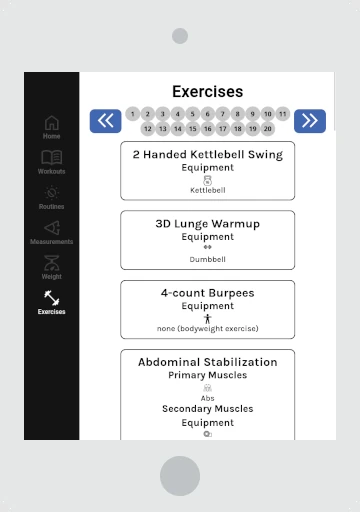 Exercises
1 2 3 4 5 6 7 8 9 10 11
12 13 14 15 16 17 18 19 20
Home
Workouts
Routines
Measurements
Weight
Exercises
2 Handed Kettlebell Swing
Equipment
Kettlebell
3D Lunge Warmup
Equipment
Dumbbell
4-count Burpees
Equipment
none (bodyweight exercise)
Abdominal Stabilization
Primary Muscles
Abs
Secondary Muscles
Equipment